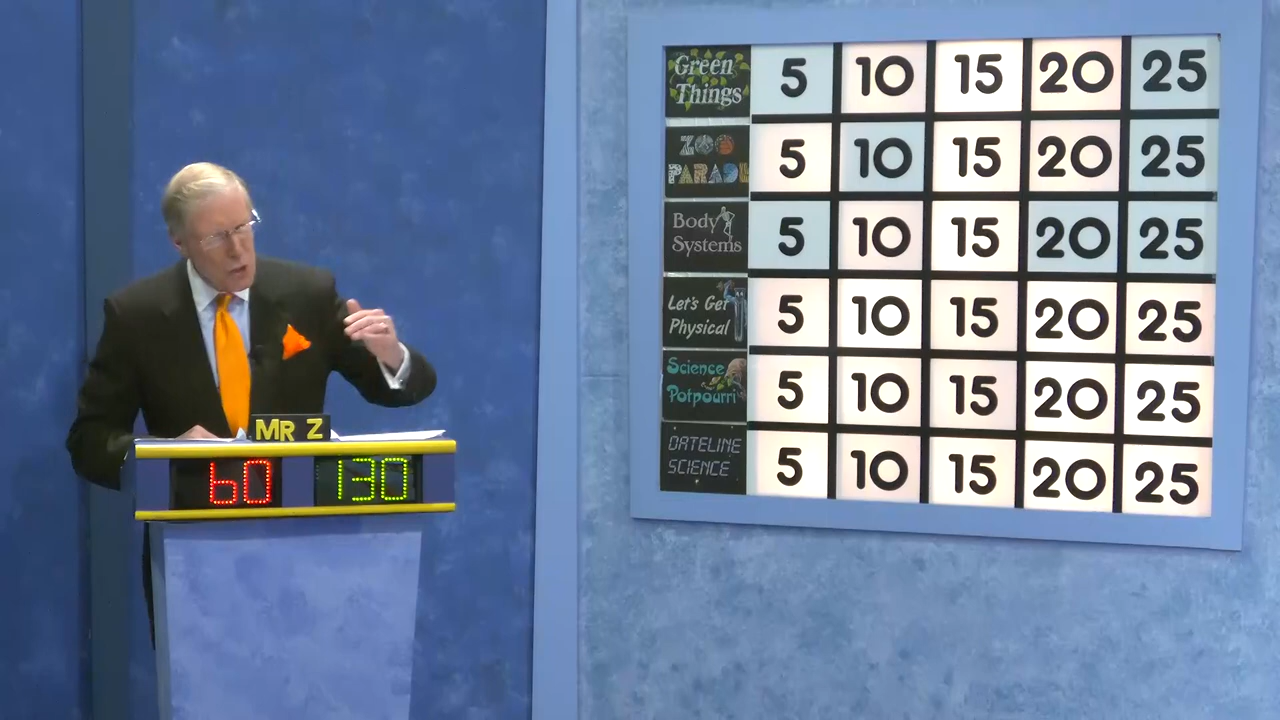 Green
Things
5 10 15 20 25
ZOO
PARADE
5 10 15 20 25
Body
Systems
5 10 15 20 25
Let's Get
Physical
5 10 15 20 25
Science
Potpourri
5 10 15 20 25
DATELINE
SCIENCE
5 10 15 20 25
MR Z
60 130